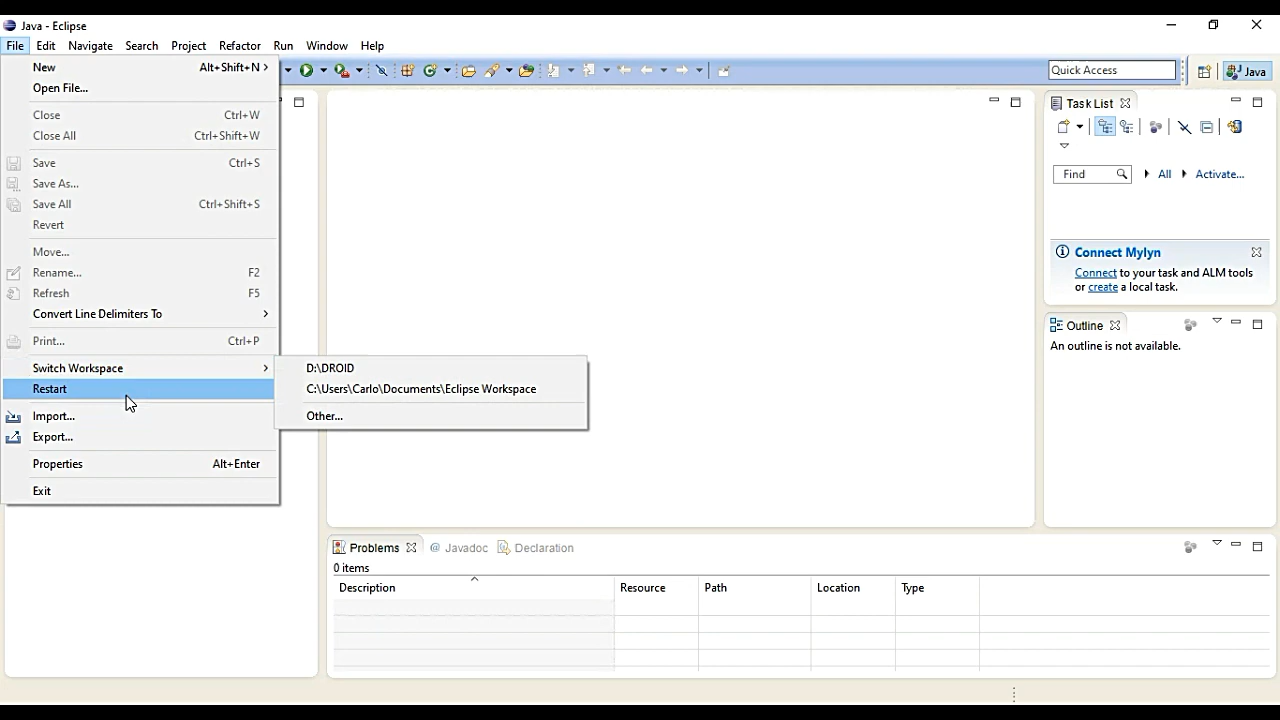 Java - Eclipse
File Edit Navigate Search Project Refactor Run Window Help
New Alt+Shift+N
Open File...
Close Ctrl+W
Close All Ctrl+Shift+W
Save Ctrl+S
Save As...
Save All Ctrl+Shift+S
Revert
Move...
Rename... F2
Refresh F5
Convert Line Delimiters To
Print... Ctrl+P
Switch Workspace
Restart
Import...
Export...
Properties Alt+Enter
Exit
D:\DROID
C:\Users\Carlo\Documents\Eclipse Workspace
Other...
Quick Access
Java
Task List
Find All Activate...
Connect Mylyn
Connect to your task and ALM tools
or create a local task.
Outline
An outline is not available.
Problems @ Javadoc Declaration
0 items
Description Resource Path Location Type